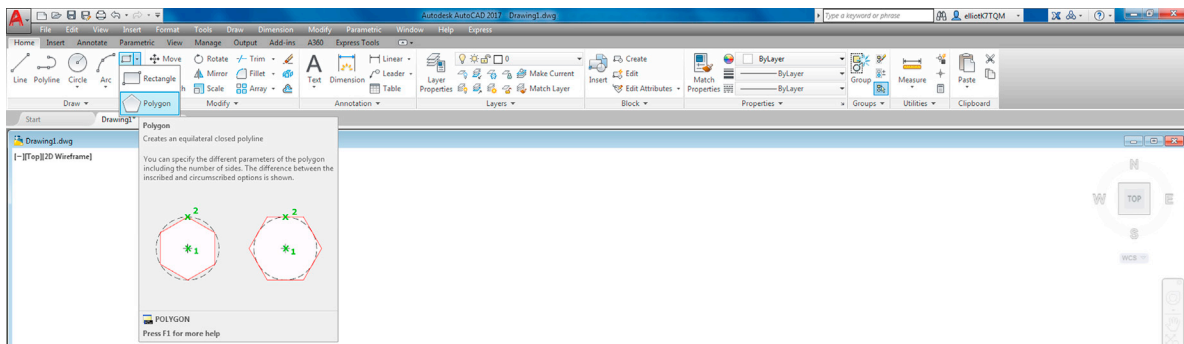 Autodesk AutoCAD 2017 Drawing1.dwg Type a keyword or phrase elliotK7TQM
File Edit View Insert Format Tools Draw Dimension Modify Parametric Window Help Express
Home Insert Annotate Parametric View Manage Output Add-ins A360 Express Tools
Move Rotate Trim Linear 0 Create ByLayer
Rectangle Mirror Fillet Leader Make Current Edit ByLayer
Line Polyline Circle Arc Scale Array Text Dimension Table Layer Properties Match Layer Insert Edit Attributes Match Properties ByLayer Group Measure Paste
Draw Polygon Modify Annotation Layers Block Properties Groups Utilities Clipboard
Start Drawing1*
Polygon
Creates an equilateral closed polyline
You can specify the different parameters of the polygon
including the number of sides. The difference between the
inscribed and circumscribed options is shown.
2 2
1 1
POLYGON
Press F1 for more help
Drawing1.dwg
[−][Top][2D Wireframe]
N
W TOP E
S
WCS